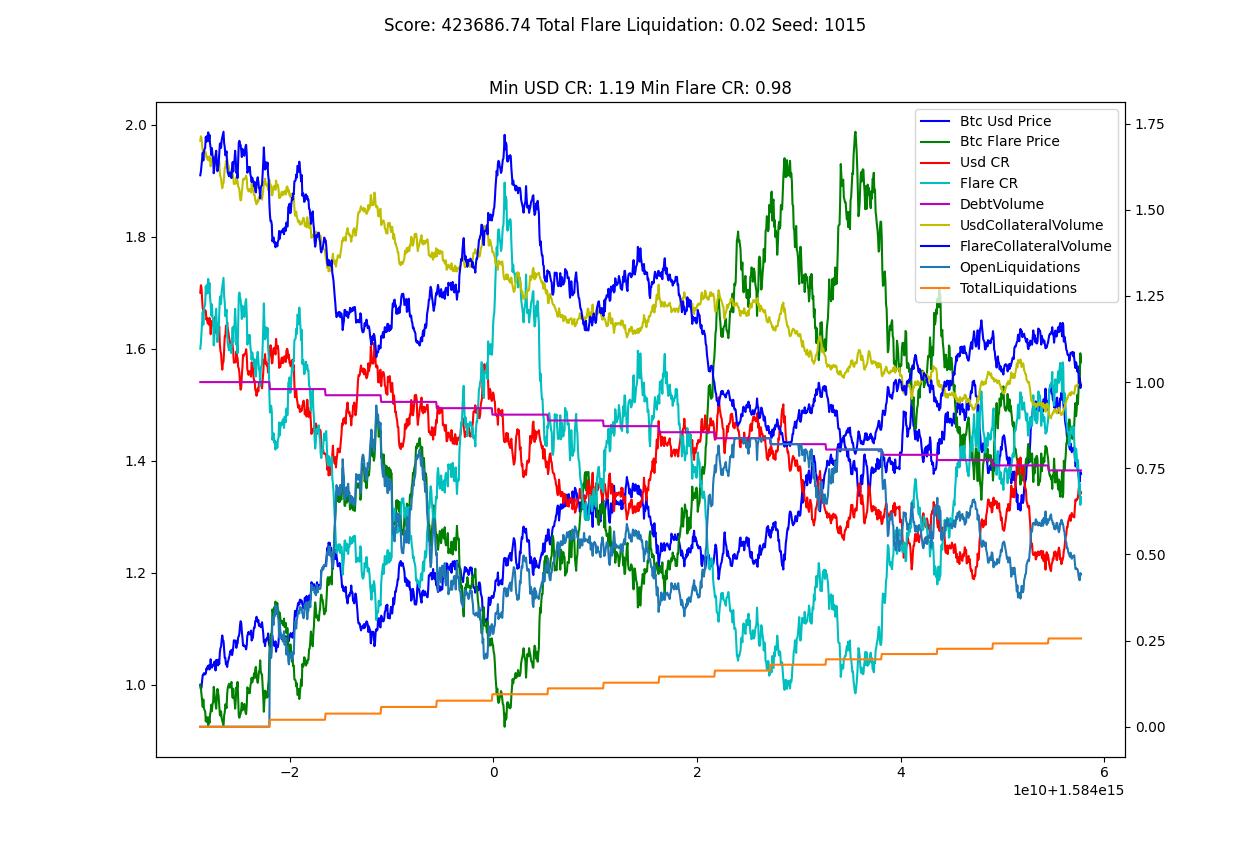 Score: 423686.74 Total Flare Liquidation: 0.02 Seed: 1015
Min USD CR: 1.19 Min Flare CR: 0.98
2.0
1.8
1.6
1.4
1.2
1.0
Btc Usd Price
Btc Flare Price
Usd CR
Flare CR
DebtVolume
UsdCollateralVolume
FlareCollateralVolume
OpenLiquidations
TotalLiquidations
1.75
1.50
1.25
1.00
0.75
0.50
0.25
0.00
−2
0
2
4
6
1e10+1.584e15